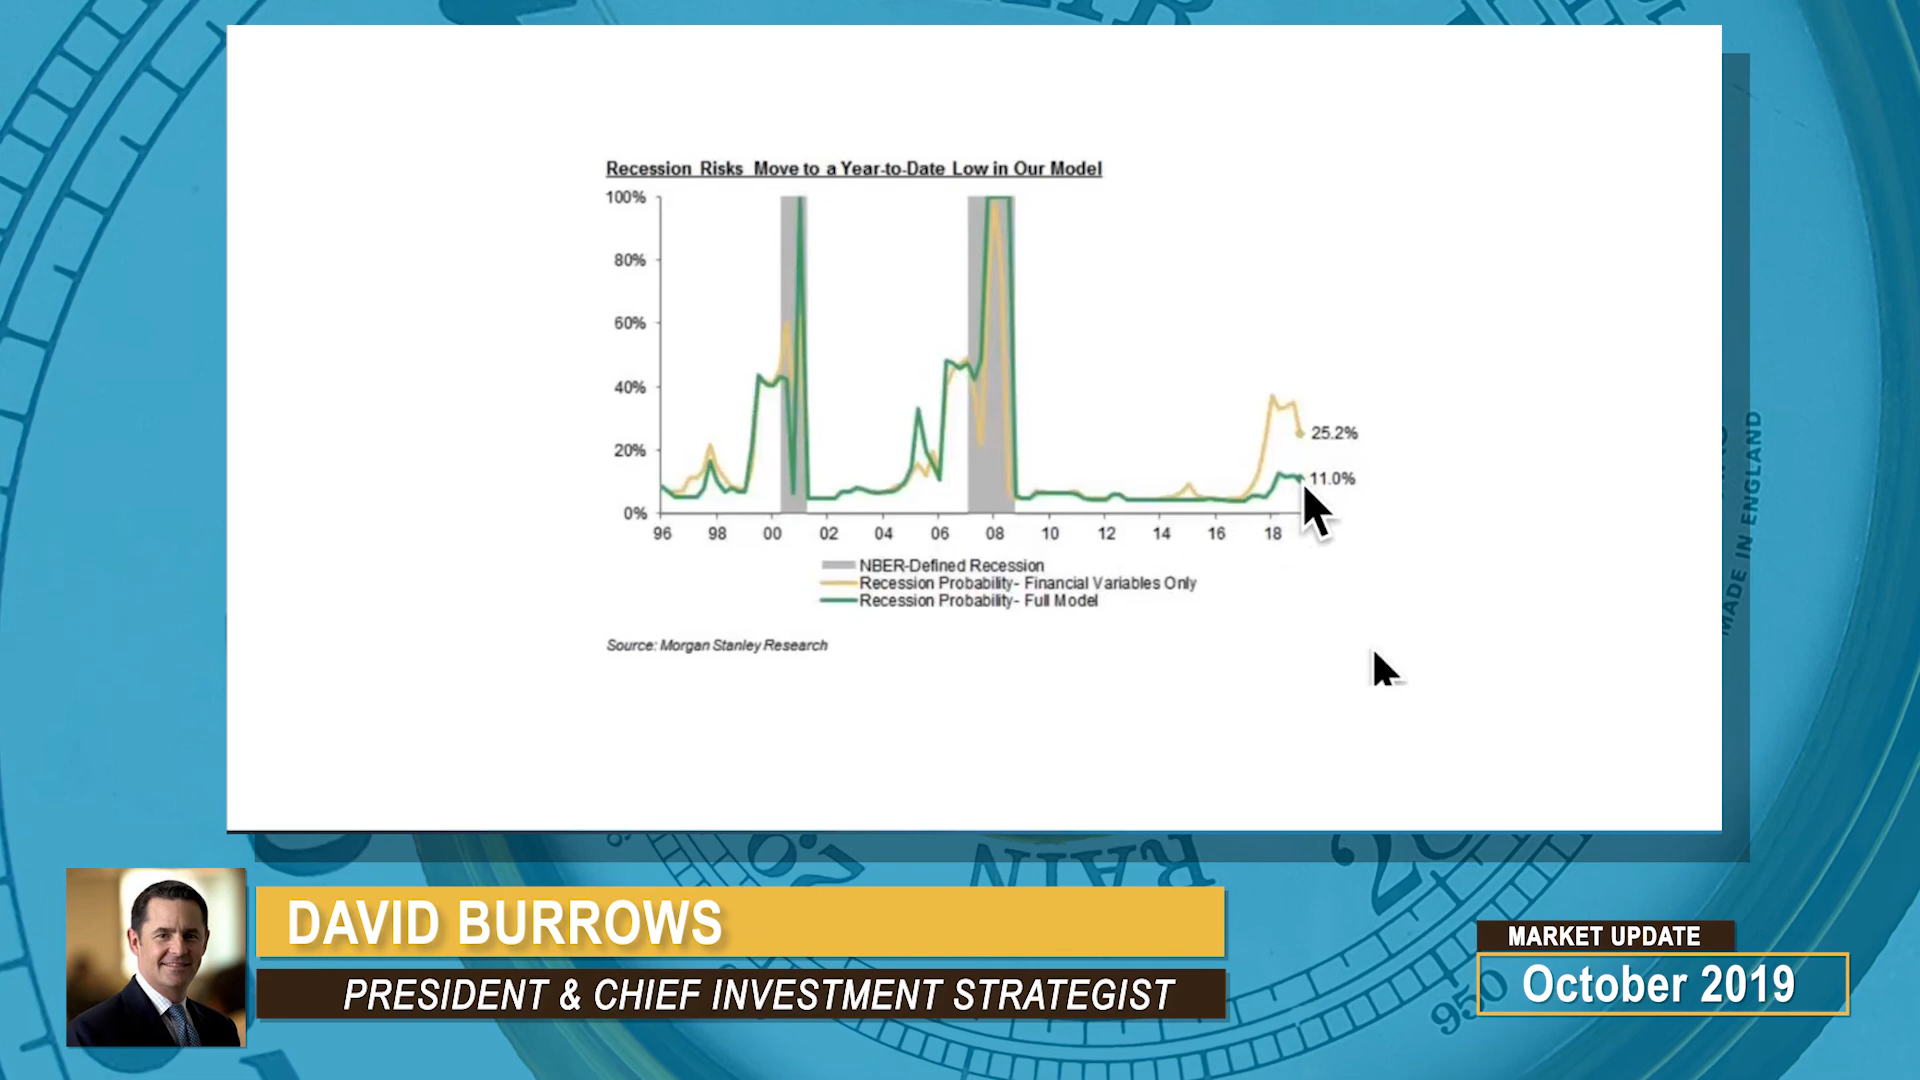 Recession Risks Move to a Year-to-Date Low in Our Model
100%
80%
60%
40%
20%
0%
25.2%
11.0%
96 98 00 02 04 06 08 10 12 14 16 18
NBER-Defined Recession
Recession Probability- Financial Variables Only
Recession Probability- Full Model
Source: Morgan Stanley Research
MADE IN ENGLAND
RAIN
950
DAVID BURROWS
PRESIDENT & CHIEF INVESTMENT STRATEGIST
MARKET UPDATE
October 2019